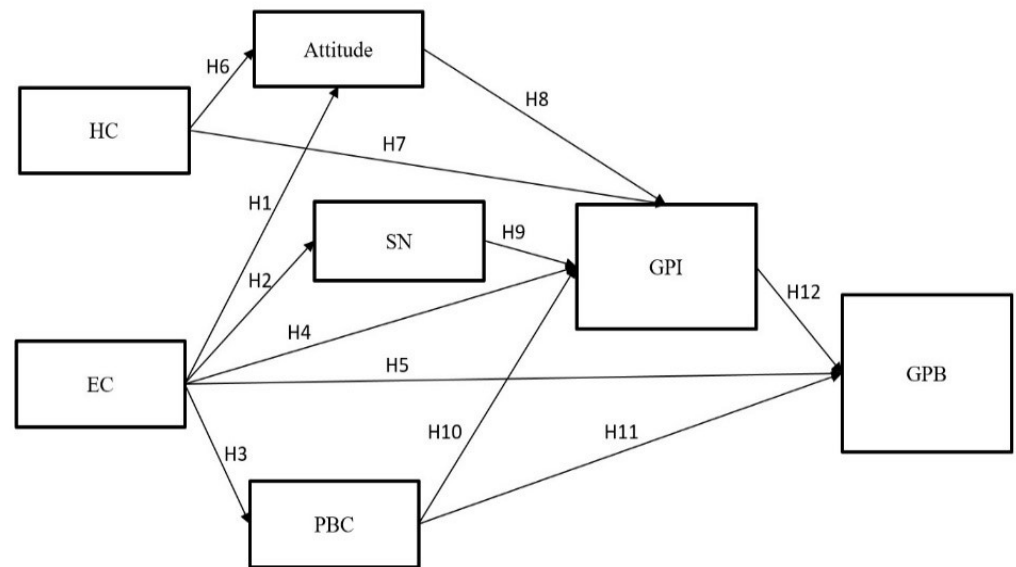 Attitude
H6
H8
HC
H7
H1
SN
H9
GPI
H2
H12
H4
EC
H5
GPB
H10
H11
H3
PBC